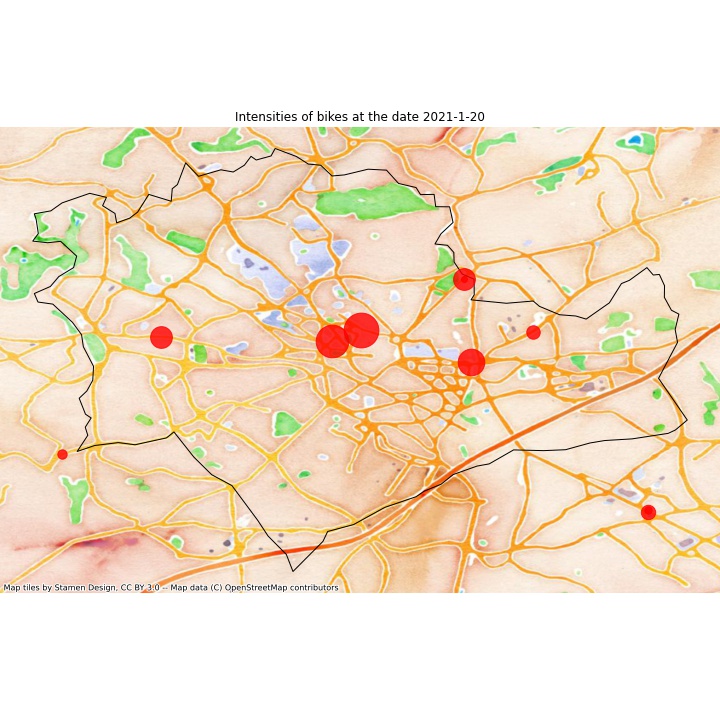 Intensities of bikes at the date 2021-1-20
Map tiles by Stamen Design, CC BY 3.0 -- Map data (C) OpenStreetMap contributors